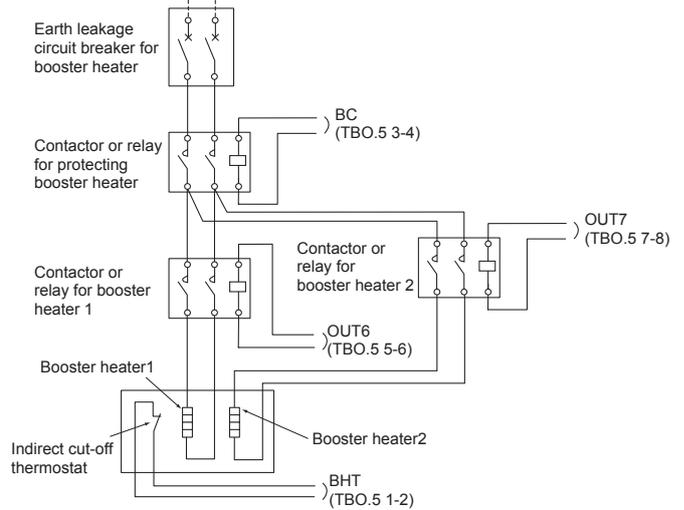 Earth leakage
circuit breaker for
booster heater
BC
(TBO.5 3-4)
Contactor or relay
for protecting
booster heater
OUT7
(TBO.5 7-8)
Contactor or
relay for
booster heater 2
Contactor or
relay for booster
heater 1
OUT6
(TBO.5 5-6)
Booster heater1
Booster heater2
Indirect cut-off
thermostat
BHT
(TBO.5 1-2)